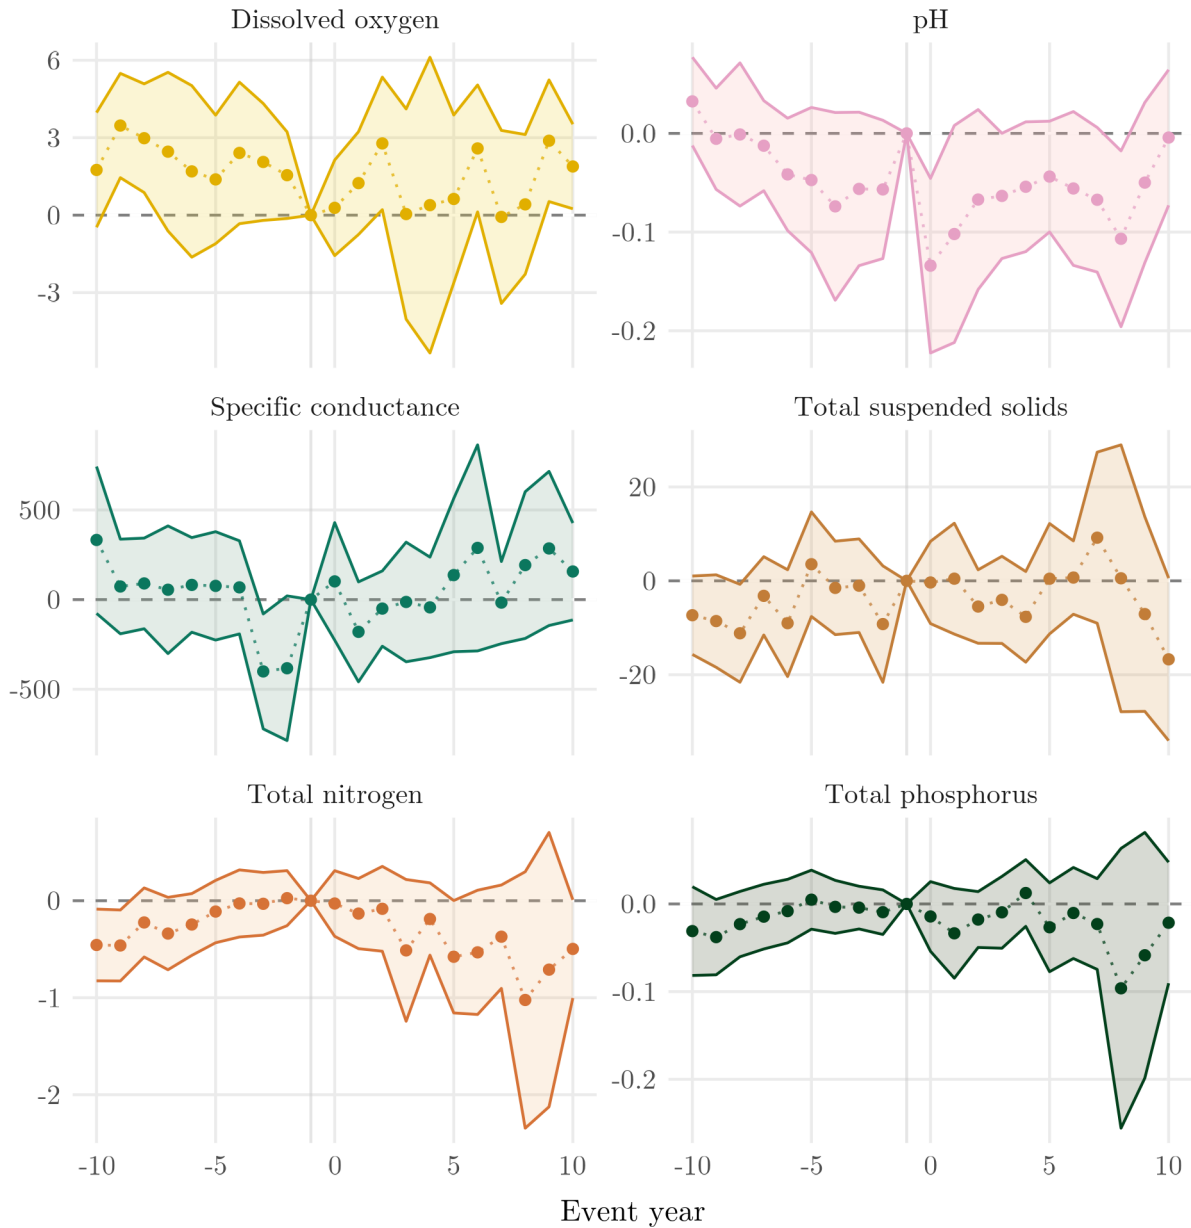 Dissolved oxygen
pH
6
3
0
-3
0.0
-0.1
-0.2
Specific conductance
Total suspended solids
500
0
-500
20
0
-20
Total nitrogen
Total phosphorus
0
-1
-2
0.0
-0.1
-0.2
-10 -5 0 5 10
-10 -5 0 5 10
Event year